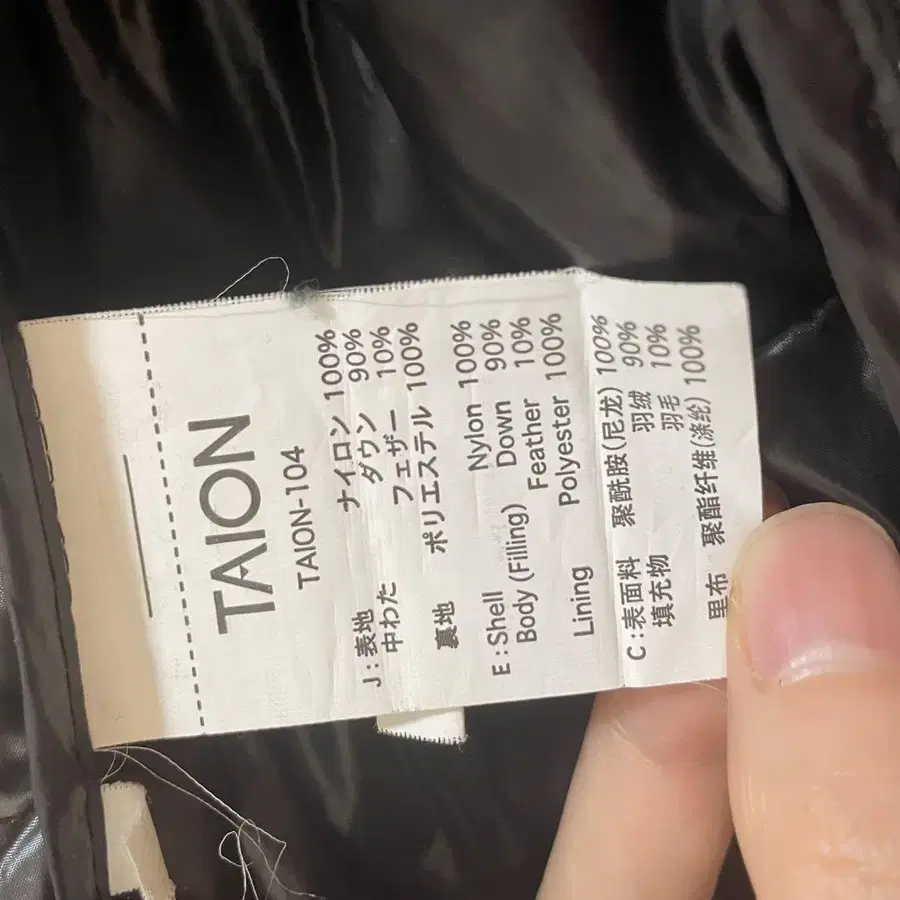 TAION
TAION-104
J : 表地 ナイロン 100%
中わた ダウン 90%
フェザー 10%
裏地 ポリエステル 100%
E : Shell Nylon 100%
Body (Filling) Down 90%
Feather 10%
Lining Polyester 100%
C : 表面料 聚酰胺(尼龙) 100%
填充物 羽绒 90%
羽毛 10%
里布 聚酯纤维(涤纶) 100%